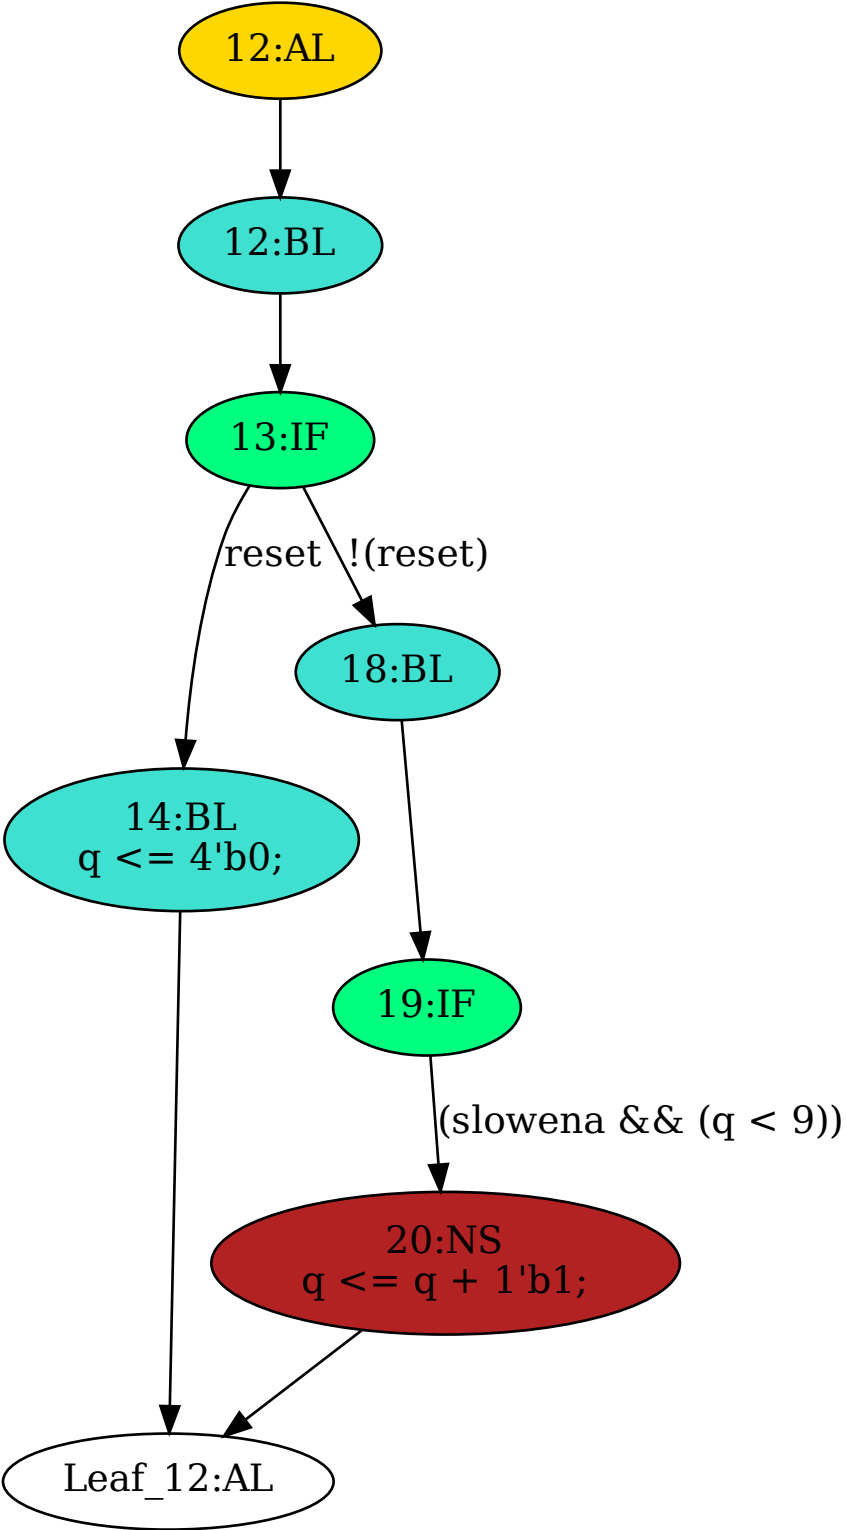 12:AL
12:BL
13:IF
reset
!(reset)
18:BL
14:BL
q <= 4'b0;
19:IF
(slowena && (q < 9))
20:NS
q <= q + 1'b1;
Leaf_12:AL